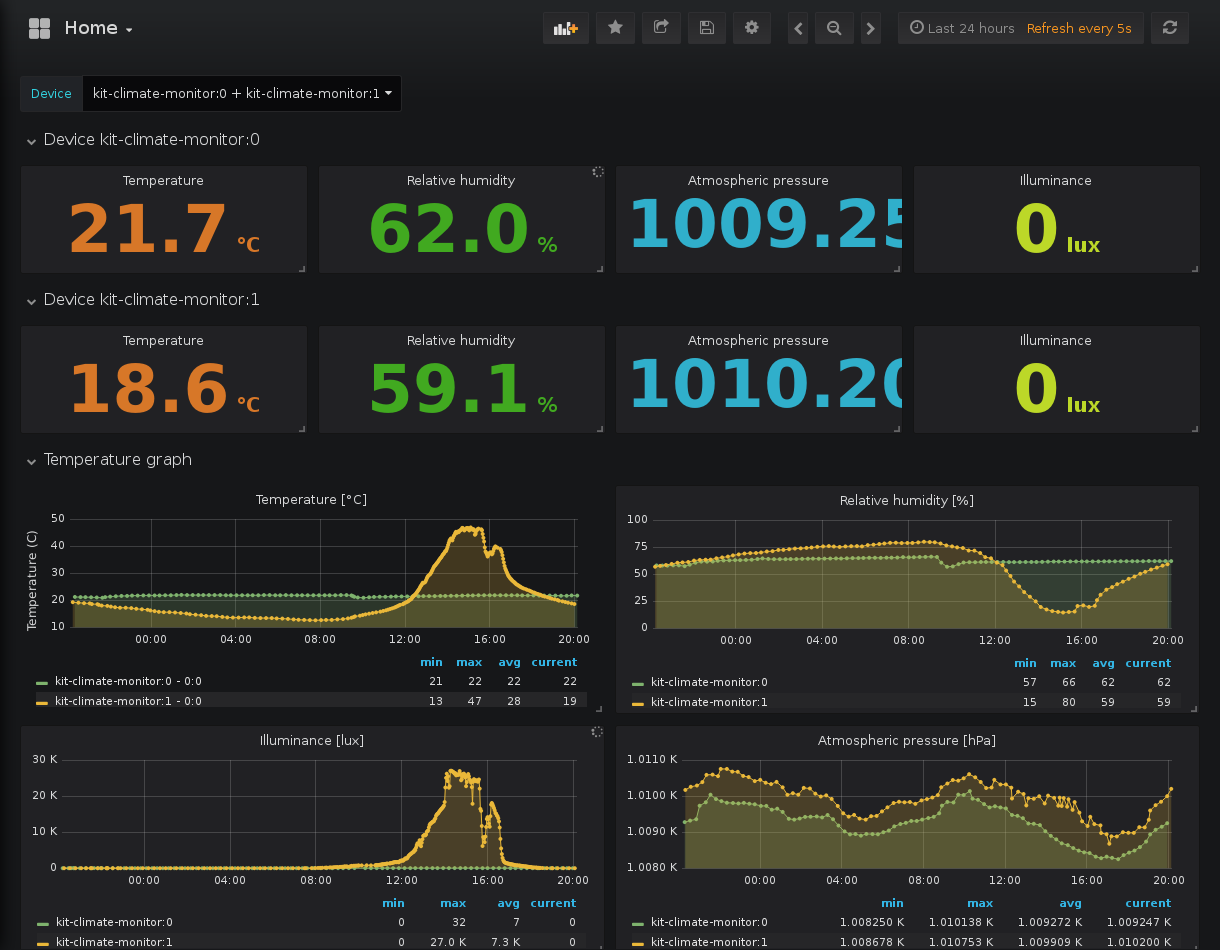 Home
Last 24 hours Refresh every 5s
Device kit-climate-monitor:0 + kit-climate-monitor:1
Device kit-climate-monitor:0
Temperature Relative humidity Atmospheric pressure Illuminance
21.7 °C 62.0 % 1009.25 0 lux
Device kit-climate-monitor:1
Temperature Relative humidity Atmospheric pressure Illuminance
18.6 °C 59.1 % 1010.20 0 lux
Temperature graph
Temperature [°C]
Temperature (C)
50
40
30
20
10
00:00 04:00 08:00 12:00 16:00 20:00
min max avg current
kit-climate-monitor:0 - 0:0 21 22 22 22
kit-climate-monitor:1 - 0:0 13 47 28 19
Relative humidity [%]
100
75
50
25
0
00:00 04:00 08:00 12:00 16:00 20:00
min max avg current
kit-climate-monitor:0 57 66 62 62
kit-climate-monitor:1 15 80 59 59
Illuminance [lux]
30 K
20 K
10 K
0
00:00 04:00 08:00 12:00 16:00 20:00
min max avg current
kit-climate-monitor:0 0 32 7 0
kit-climate-monitor:1 0 27.0 K 7.3 K 0
Atmospheric pressure [hPa]
1.0110 K
1.0100 K
1.0090 K
1.0080 K
00:00 04:00 08:00 12:00 16:00 20:00
min max avg current
kit-climate-monitor:0 1.008250 K 1.010138 K 1.009272 K 1.009247 K
kit-climate-monitor:1 1.008678 K 1.010753 K 1.009909 K 1.010200 K